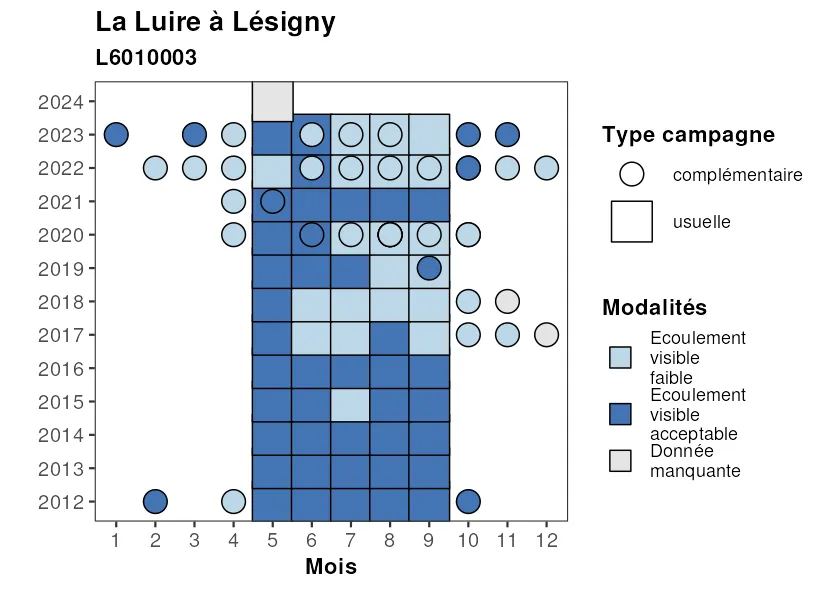 La Luire à Lésigny
L6010003
2024
2023
2022
2021
2020
2019
2018
2017
2016
2015
2014
2013
2012
1 2 3 4 5 6 7 8 9 10 11 12
Mois
Type campagne
complémentaire
usuelle
Modalités
Ecoulement
visible
faible
Ecoulement
visible
acceptable
Donnée
manquante